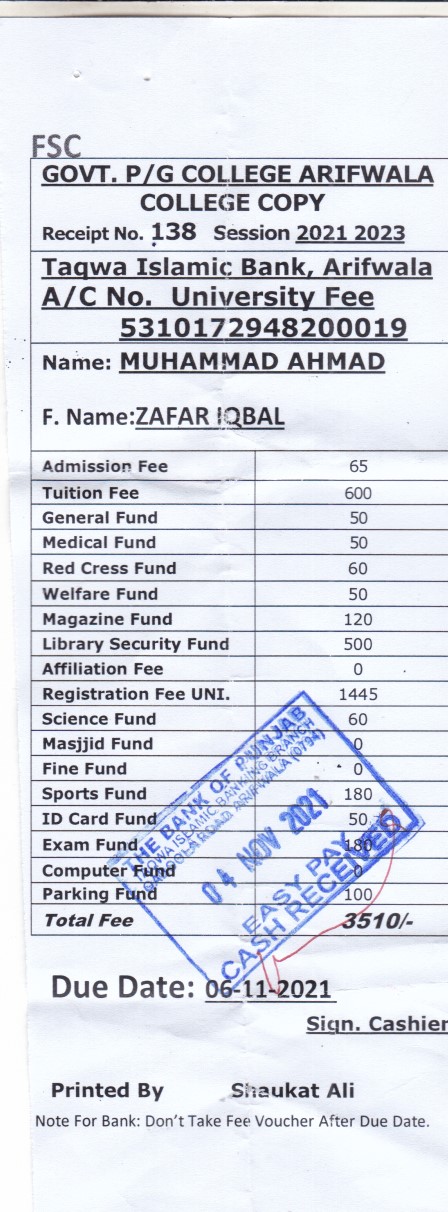 FSC
GOVT. P/G COLLEGE ARIFWALA
COLLEGE COPY
Receipt No. 138 Session 2021 2023
Taqwa Islamic Bank, Arifwala
A/C No. University Fee
5310172948200019
Name: MUHAMMAD AHMAD
F. Name:ZAFAR IQBAL
Admission Fee 65
Tuition Fee 600
General Fund 50
Medical Fund 50
Red Cress Fund 60
Welfare Fund 50
Magazine Fund 120
Library Security Fund 500
Affiliation Fee 0
Registration Fee UNI. 1445
Science Fund 60
Masjjid Fund 0
Fine Fund 0
Sports Fund 180
ID Card Fund 50
Exam Fund 180
Computer Fund 0
Parking Fund 100
Total Fee 3510/-
THE BANK OF PUNJAB
TAQWA ISLAMIC BANKING BRANCH
ROAD ARIFWALA (0794)
04 NOV 2021
EASY PAY
CASH RECEIVED
Due Date: 06-11-2021
Sign. Cashier
Printed By Shaukat Ali
Note For Bank: Don't Take Fee Voucher After Due Date.